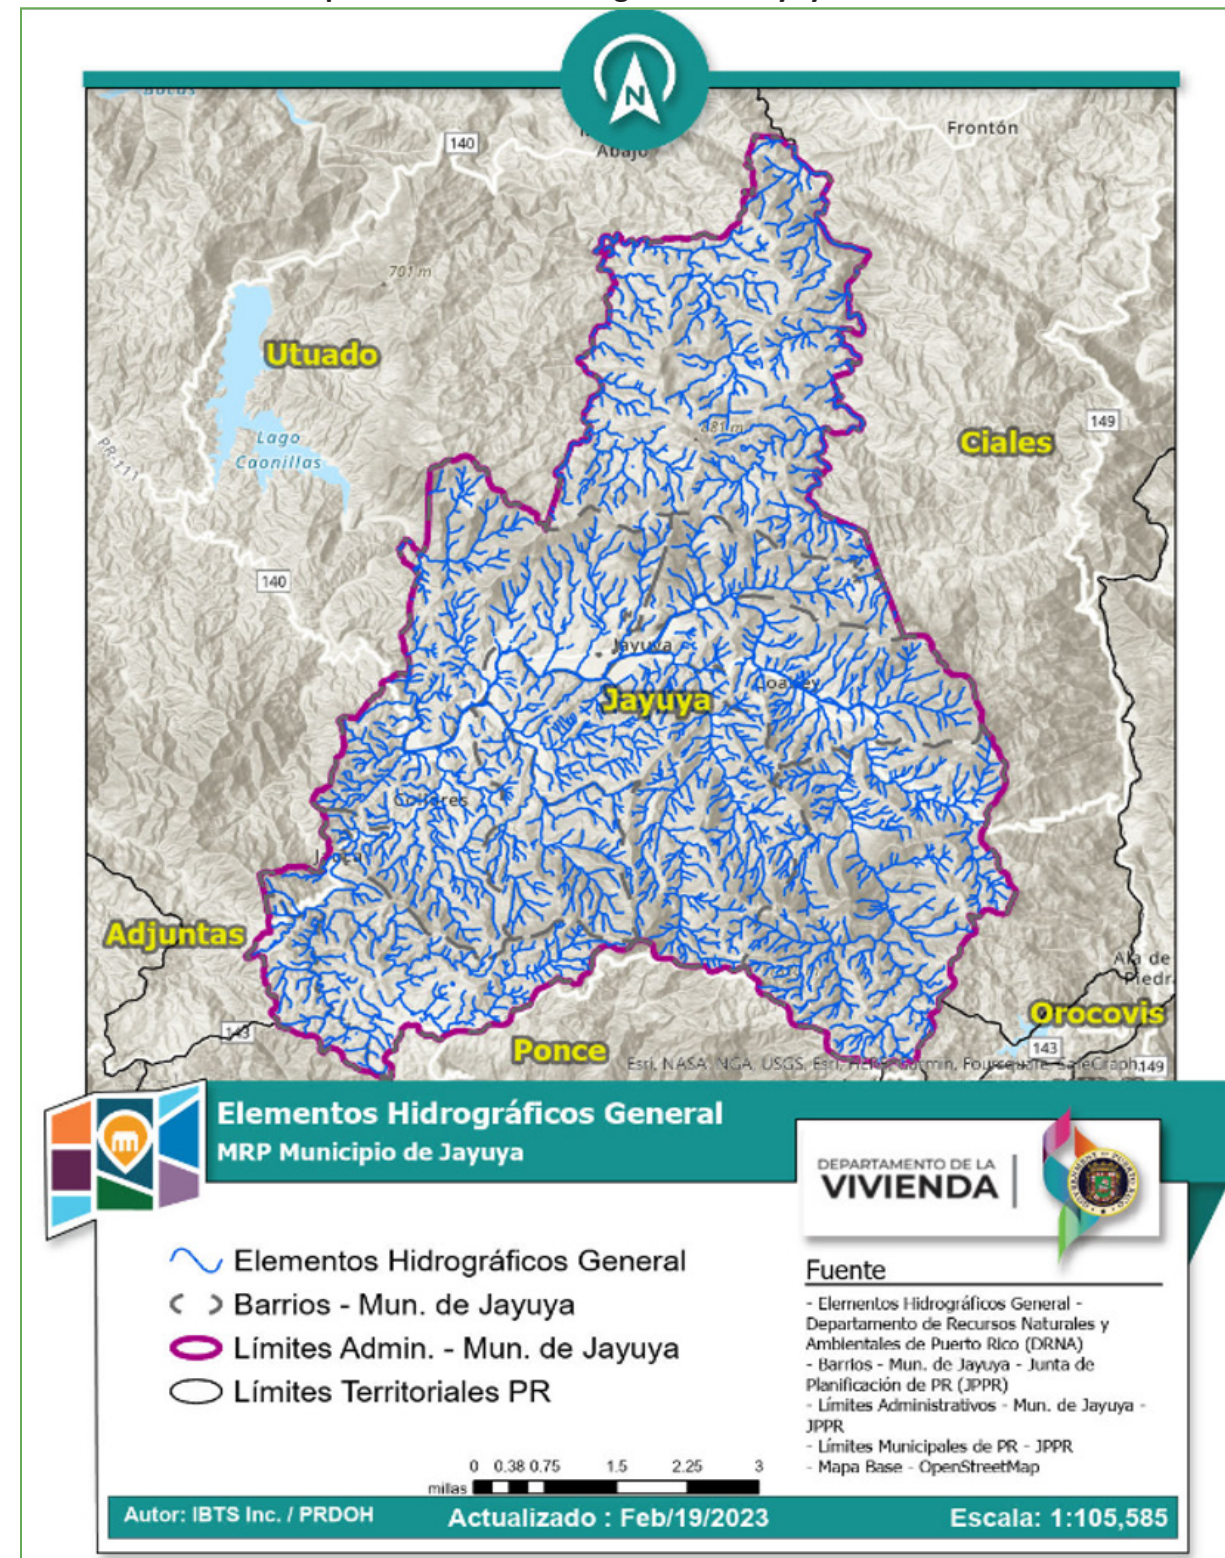 N
140
Frontón
Abajo
701 m
Utuado
Lago
Caonillas
PR-111
881 m
Ciales
149
140
Jayuya
Coabey
Jayuya
Collores
Adjuntas
Ala de
Piedra
Orocovis
143
143
Ponce
149
Elementos Hidrográficos General
MRP Municipio de Jayuya
DEPARTAMENTO DE LA
VIVIENDA
Elementos Hidrográficos General
Barrios - Mun. de Jayuya
Límites Admin. - Mun. de Jayuya
Límites Territoriales PR
Fuente
- Elementos Hidrográficos General -
Departamento de Recursos Naturales y
Ambientales de Puerto Rico (DRNA)
- Barrios - Mun. de Jayuya - Junta de
Planificación de PR (JPPR)
- Límites Administrativos - Mun. de Jayuya -
JPPR
- Límites Municipales de PR - JPPR
- Mapa Base - OpenStreetMap
0 0.38 0.75 1.5 2.25 3
millas
Autor: IBTS Inc. / PRDOH
Actualizado : Feb/19/2023
Escala: 1:105,585